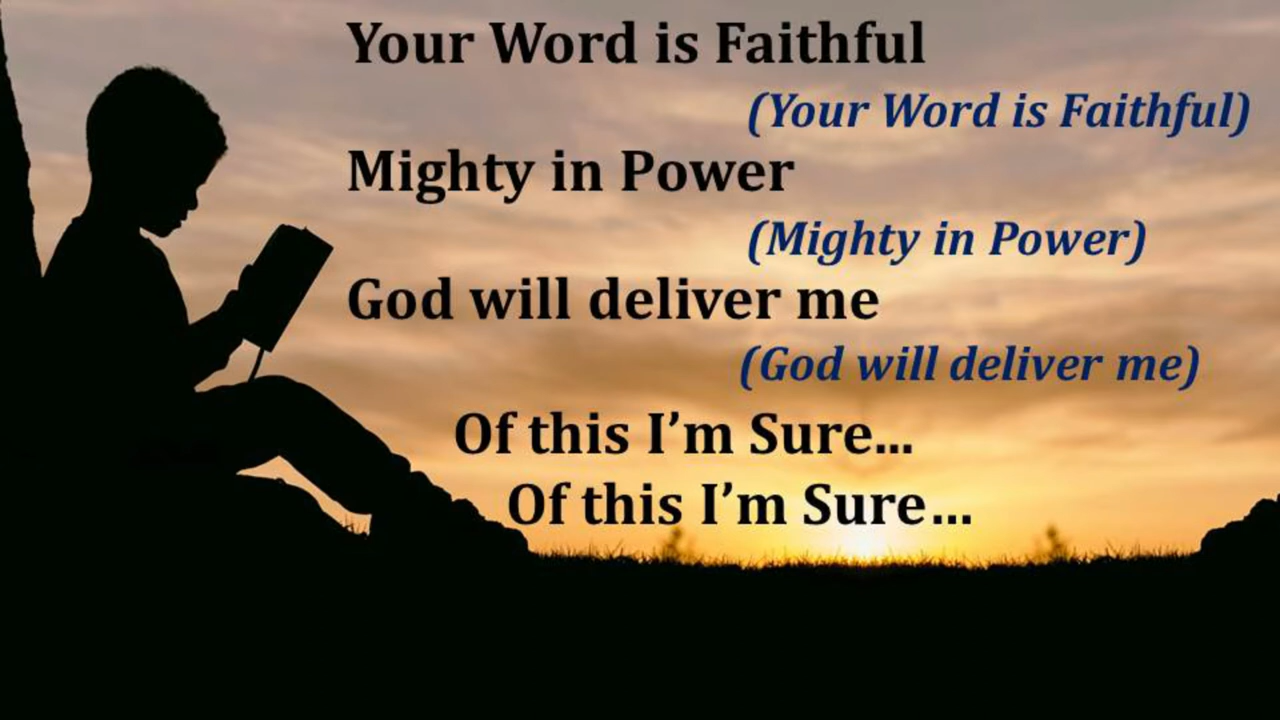 Your Word is Faithful
(Your Word is Faithful)
Mighty in Power
(Mighty in Power)
God will deliver me
(God will deliver me)
Of this I’m Sure...
Of this I’m Sure…